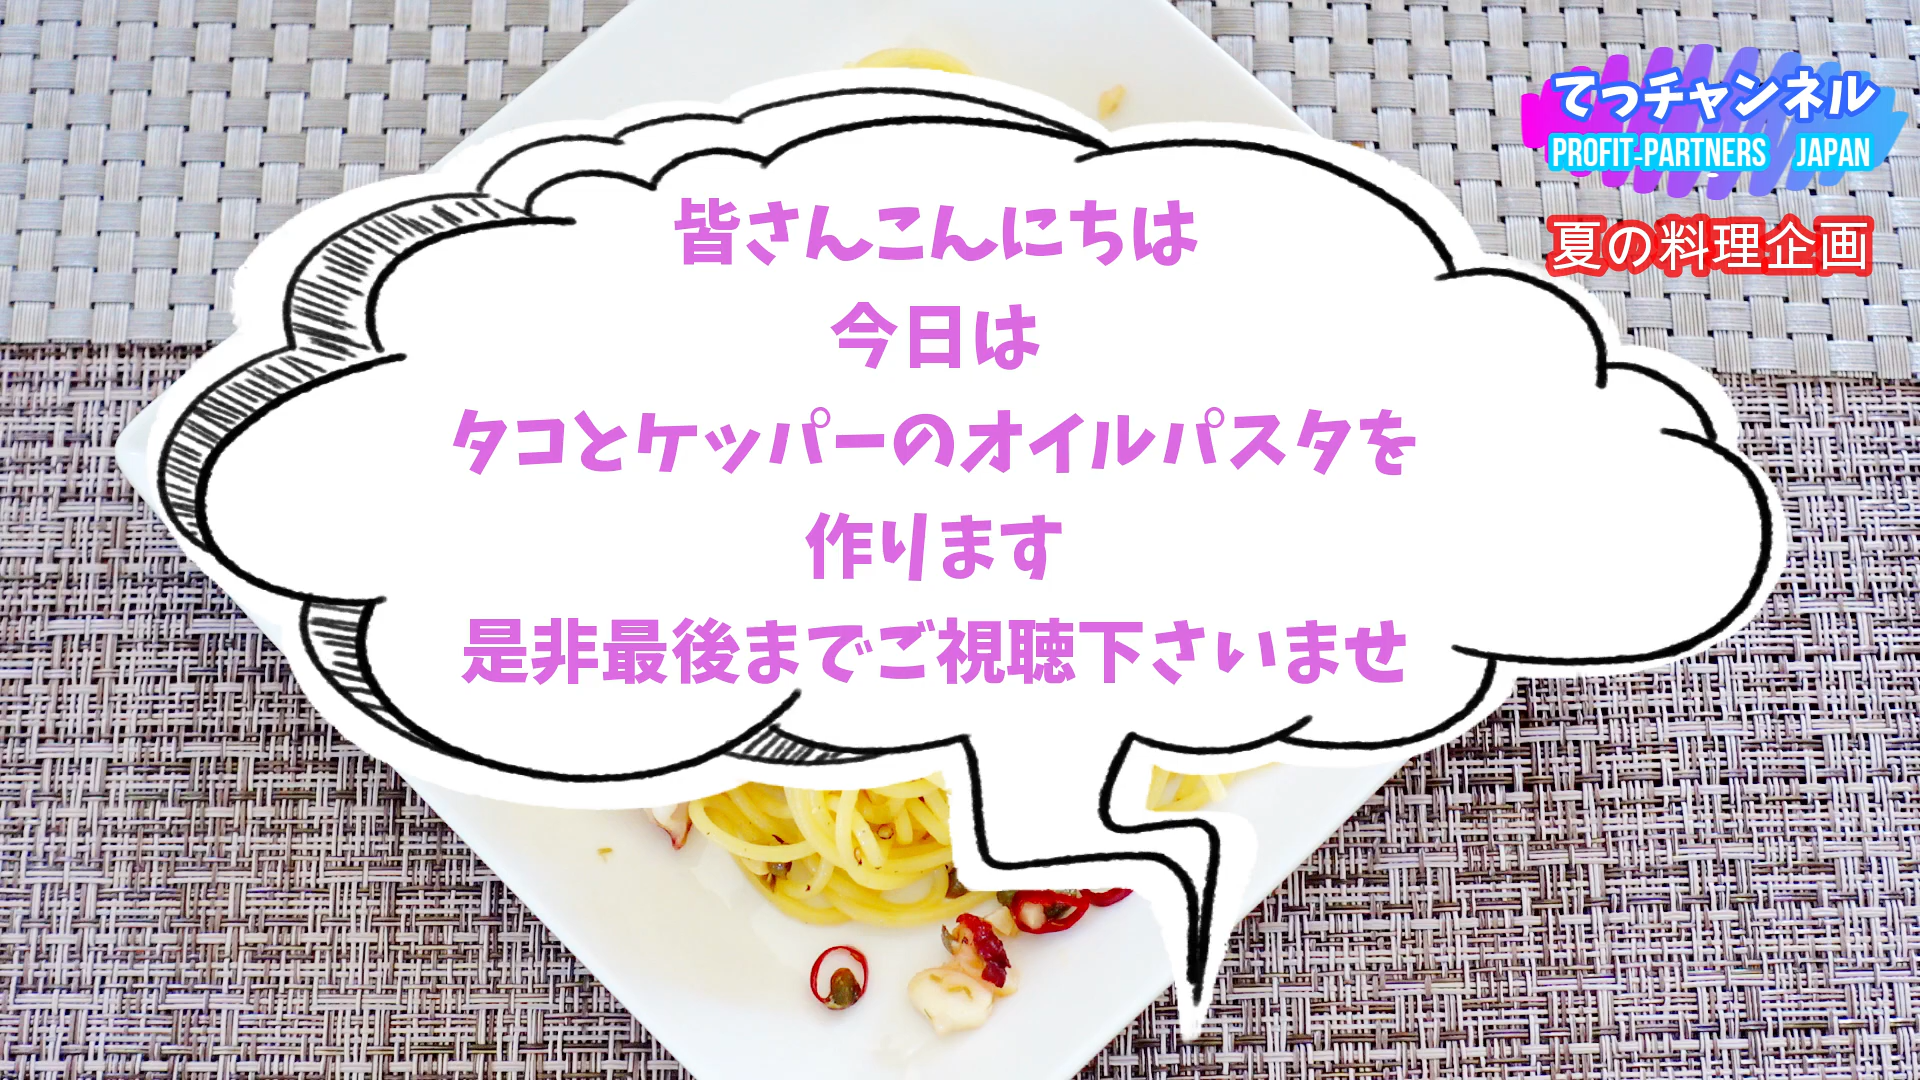 てっチャンネル
PROFIT-PARTNERS JAPAN
夏の料理企画
皆さんこんにちは
今日は
タコとケッパーのオイルパスタを
作ります
是非最後までご視聴下さいませ